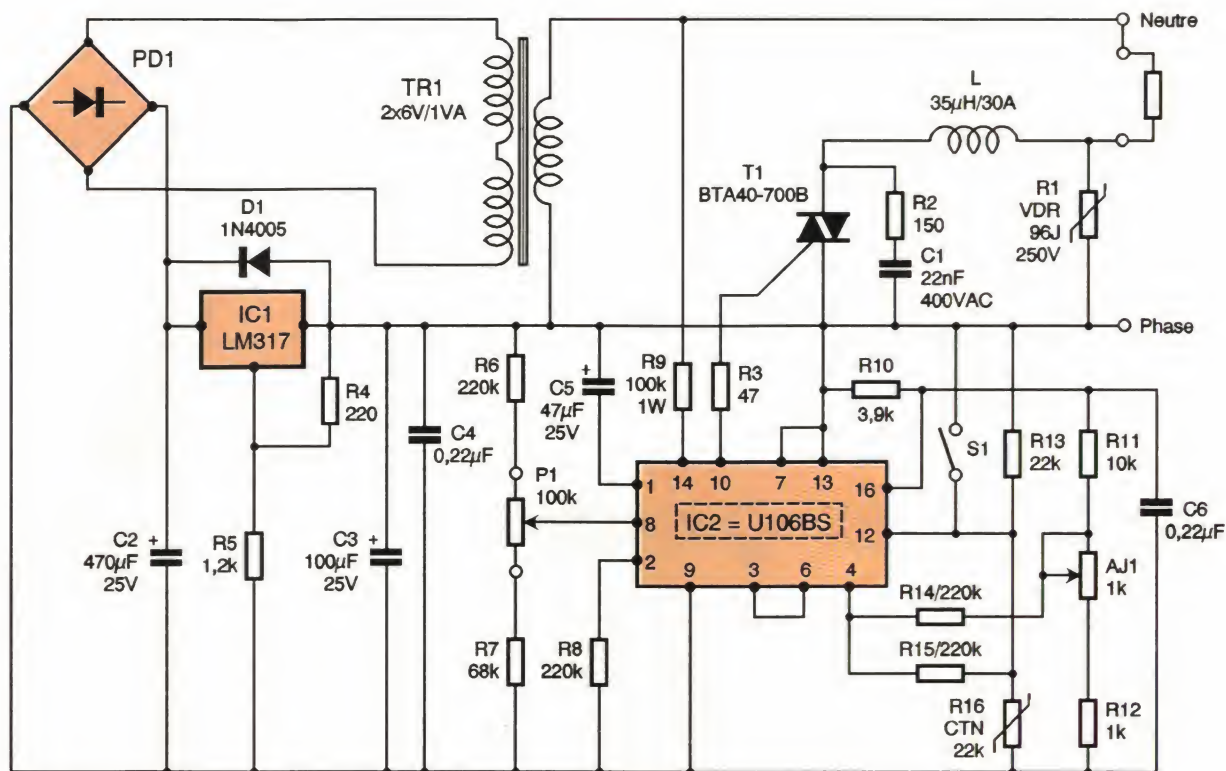 Neutre
PD1
TR1
2x6V/1VA
L
35µH/30A
T1
BTA40-700B
R1
VDR
96J
250V
R2
150
C1
22nF
400VAC
D1
1N4005
IC1
LM317
Phase
R6
220k
C5
+
47µF
25V
R9
100k
1W
R3
47
R10
3,9k
R4
220
C4
0,22µF
S1
R13
22k
R11
10k
P1
100k
1
14
10
7
13
16
8
IC2 = U106BS
12
2
9
3
6
4
C6
0,22µF
C2
+
470µF
25V
R5
1,2k
C3
+
100µF
25V
AJ1
1k
R14/220k
R15/220k
R7
68k
R8
220k
R16
CTN
22k
R12
1k